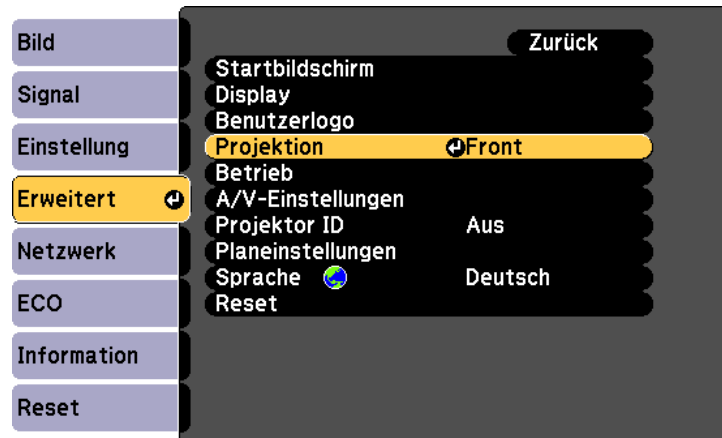 Bild
Signal
Einstellung
Erweitert
Netzwerk
ECO
Information
Reset
Zurück
Startbildschirm
Display
Benutzerlogo
Projektion Front
Betrieb
A/V-Einstellungen
Projektor ID Aus
Planeinstellungen
Sprache Deutsch
Reset